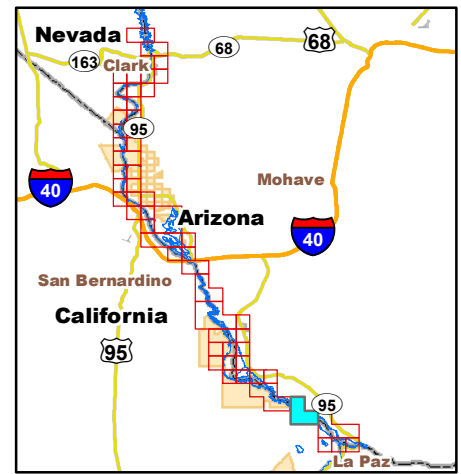 Nevada
68
68
163
Clark
95
Mohave
40
Arizona
40
San Bernardino
California
95
95
La Paz